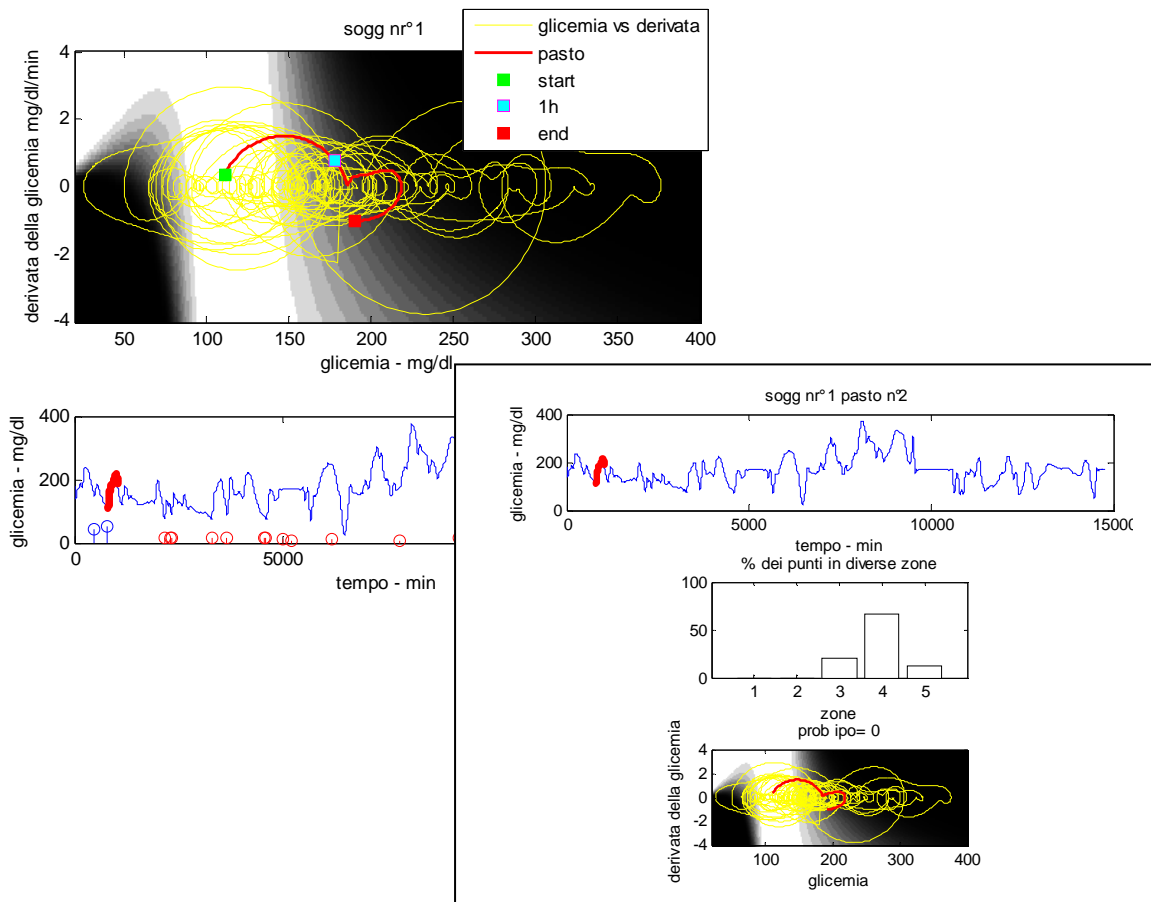 sogg nr° 1
glicemia vs derivata
pasto
start
1h
end
derivata della glicemia mg/dl/min
4
2
0
-2
-4
50 100 150 200 250 300 350 400
glicemia - mg/dl
glicemia - mg/dl
400
200
0
0 5000
tempo - min
sogg nr° 1 pasto n°2
glicemia - mg/dl
400
200
0
0 5000 10000 1500
tempo - min
% dei punti in diverse zone
100
50
0
1 2 3 4 5
zone
prob ipo= 0
derivata della glicemia
4
2
0
-2
-4
100 200 300 400
glicemia